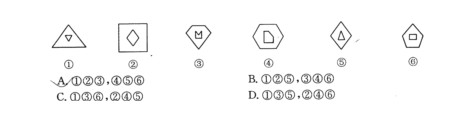 ① ② ③ ④ ⑤ ⑥
A. ①②③,④⑤⑥ B. ①②⑤,③④⑥
C. ①③⑥,②④⑤ D. ①③⑤,②④⑥